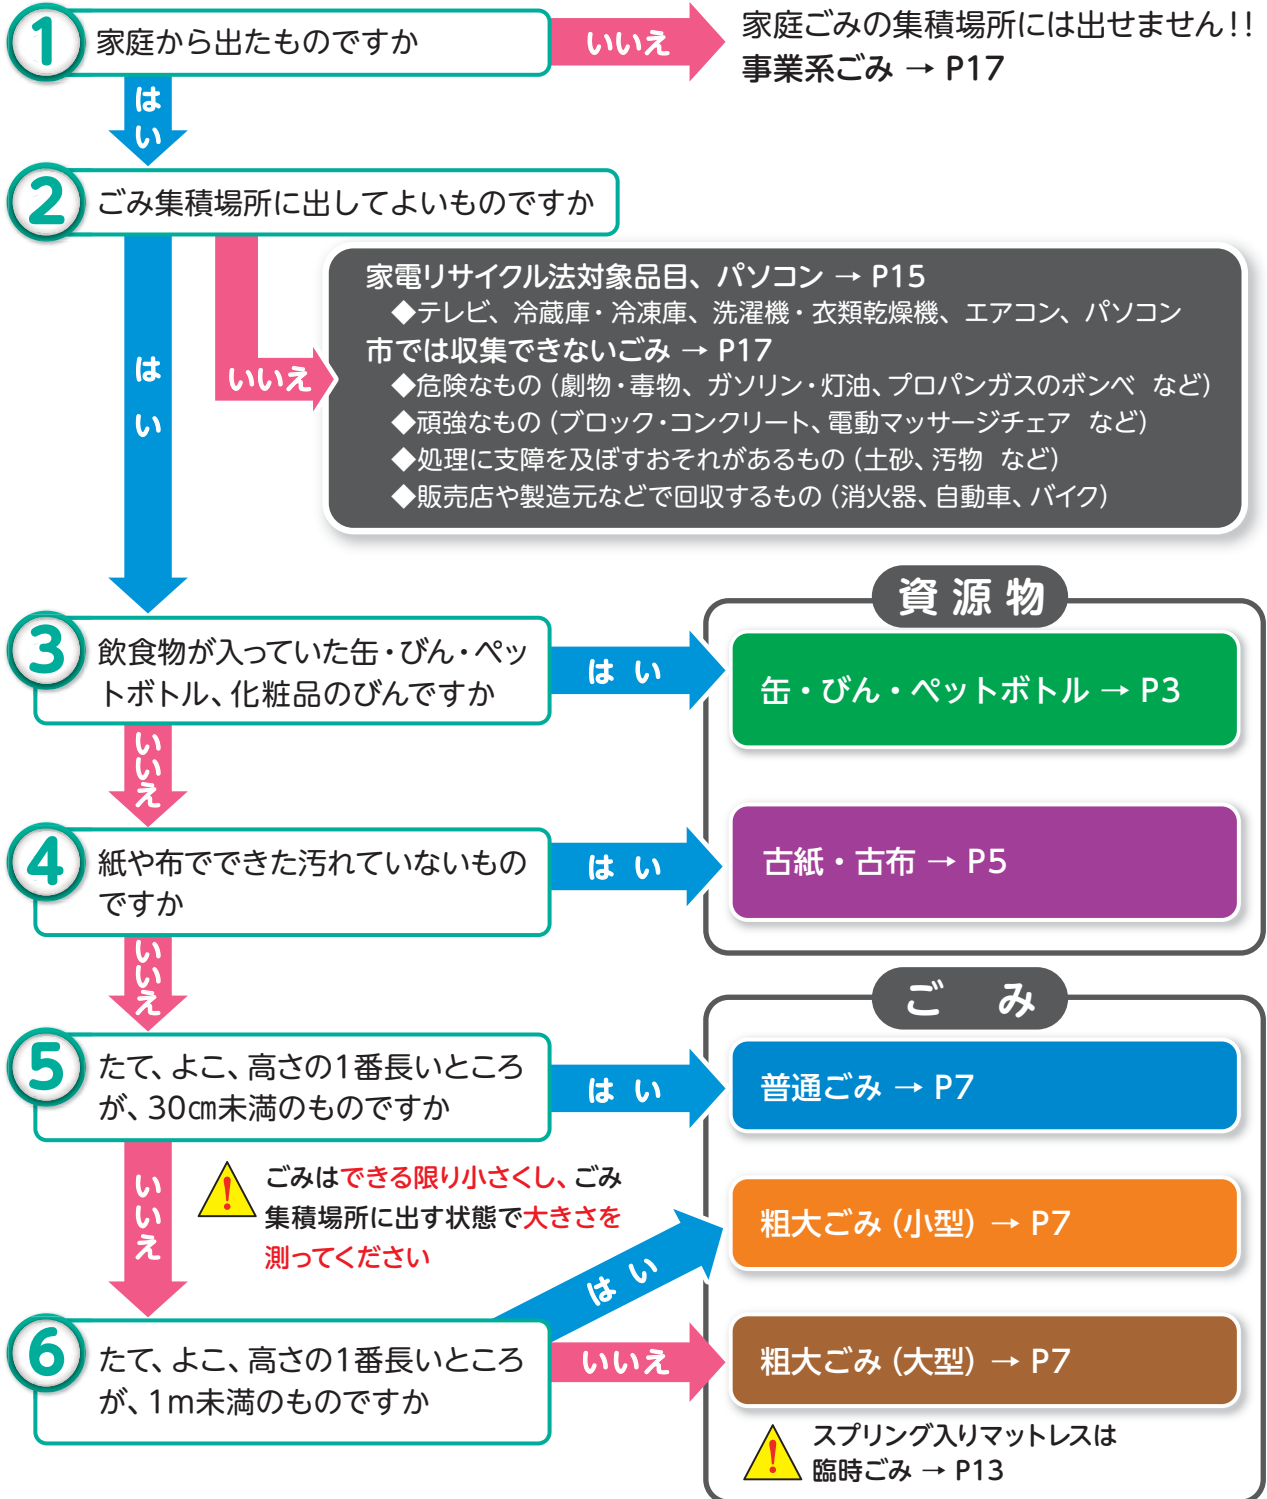 1 家庭から出たものですか
いいえ
家庭ごみの集積場所には出せません!!
事業系ごみ → P17
はい
2 ごみ集積場所に出してよいものですか
はい
いいえ
家電リサイクル法対象品目、パソコン → P15
◆テレビ、冷蔵庫・冷凍庫、洗濯機・衣類乾燥機、エアコン、パソコン
市では収集できないごみ → P17
◆危険なもの（劇物・毒物、ガソリン・灯油、プロパンガスのボンベ など）
◆頑強なもの（ブロック・コンクリート、電動マッサージチェア など）
◆処理に支障を及ぼすおそれがあるもの（土砂、汚物 など）
◆販売店や製造元などで回収するもの（消火器、自動車、バイク）
資源物
3 飲食物が入っていた缶・びん・ペッ
トボトル、化粧品のびんですか
はい
缶・びん・ペットボトル → P3
いいえ
4 紙や布でできた汚れていないもの
ですか
はい
古紙・古布 → P5
いいえ
ごみ
5 たて、よこ、高さの1番長いところ
が、30㎝未満のものですか
はい
普通ごみ → P7
いいえ
! ごみはできる限り小さくし、ごみ
集積場所に出す状態で大きさを
測ってください
はい
粗大ごみ（小型）→ P7
6 たて、よこ、高さの1番長いところ
が、1m未満のものですか
いいえ
粗大ごみ（大型）→ P7
! スプリング入りマットレスは
臨時ごみ → P13